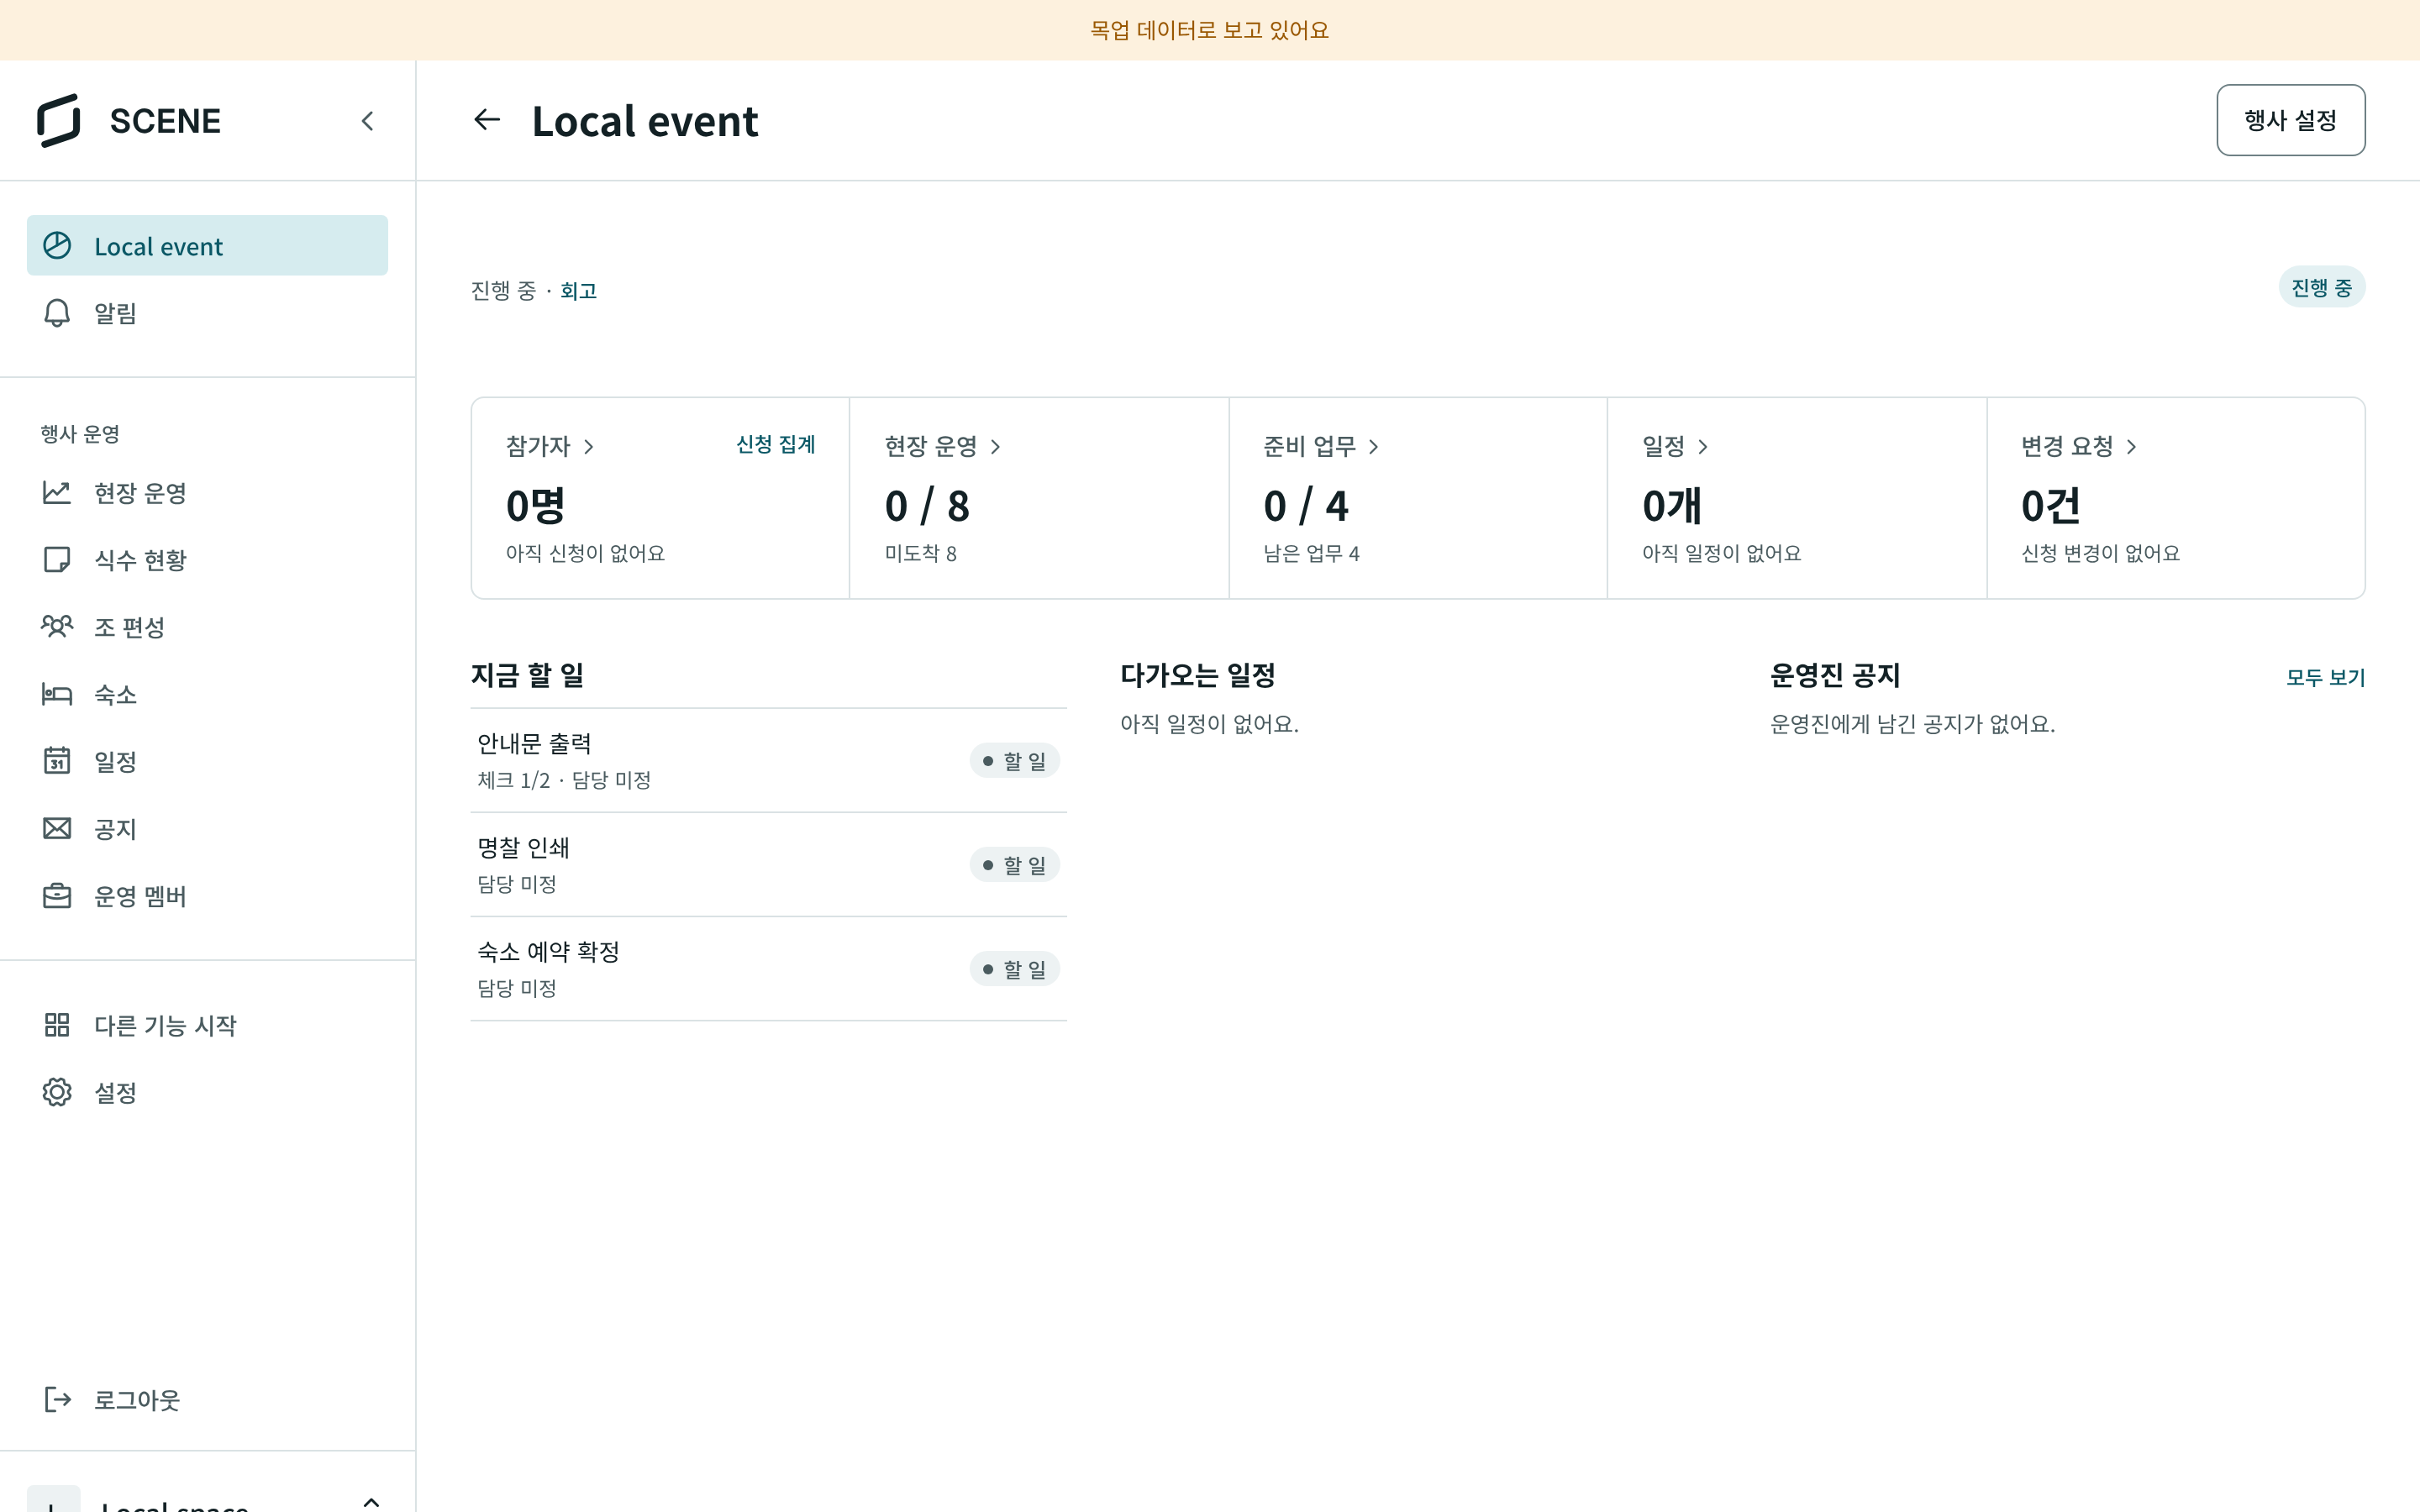 목업 데이터로 보고 있어요
SCENE
Local event
행사 설정
Local event
알림
행사 운영
현장 운영
식수 현황
조 편성
숙소
일정
공지
운영 멤버
다른 기능 시작
설정
로그아웃
L Local space
진행 중 · 회고
진행 중
참가자
신청 집계
0명
아직 신청이 없어요
현장 운영
0 / 8
미도착 8
준비 업무
0 / 4
남은 업무 4
일정
0개
아직 일정이 없어요
변경 요청
0건
신청 변경이 없어요
지금 할 일
안내문 출력
체크 1/2 · 담당 미정
할 일
명찰 인쇄
담당 미정
할 일
숙소 예약 확정
담당 미정
할 일
다가오는 일정
아직 일정이 없어요.
운영진 공지
모두 보기
운영진에게 남긴 공지가 없어요.